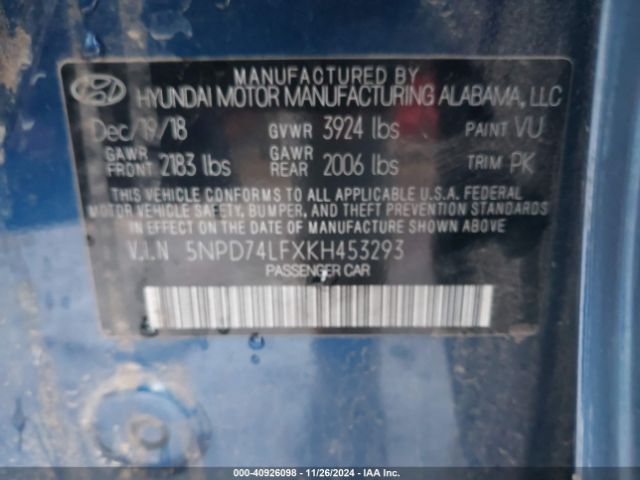 MANUFACTURED BY
HYUNDAI MOTOR MANUFACTURING ALABAMA, LLC
Dec/19/18 GVWR 3924 lbs PAINT VU
GAWR FRONT 2183 lbs GAWR REAR 2006 lbs TRIM PK
THIS VEHICLE CONFORMS TO ALL APPLICABLE U.S.A. FEDERAL
MOTOR VEHICLE SAFETY, BUMPER, AND THEFT PREVENTION STANDARDS
IN EFFECT ON THE DATE OF MANUFACTURE SHOWN ABOVE
V.I.N 5NPD74LFXKH453293
PASSENGER CAR
000-40926098 - 11/26/2024 - IAA Inc.